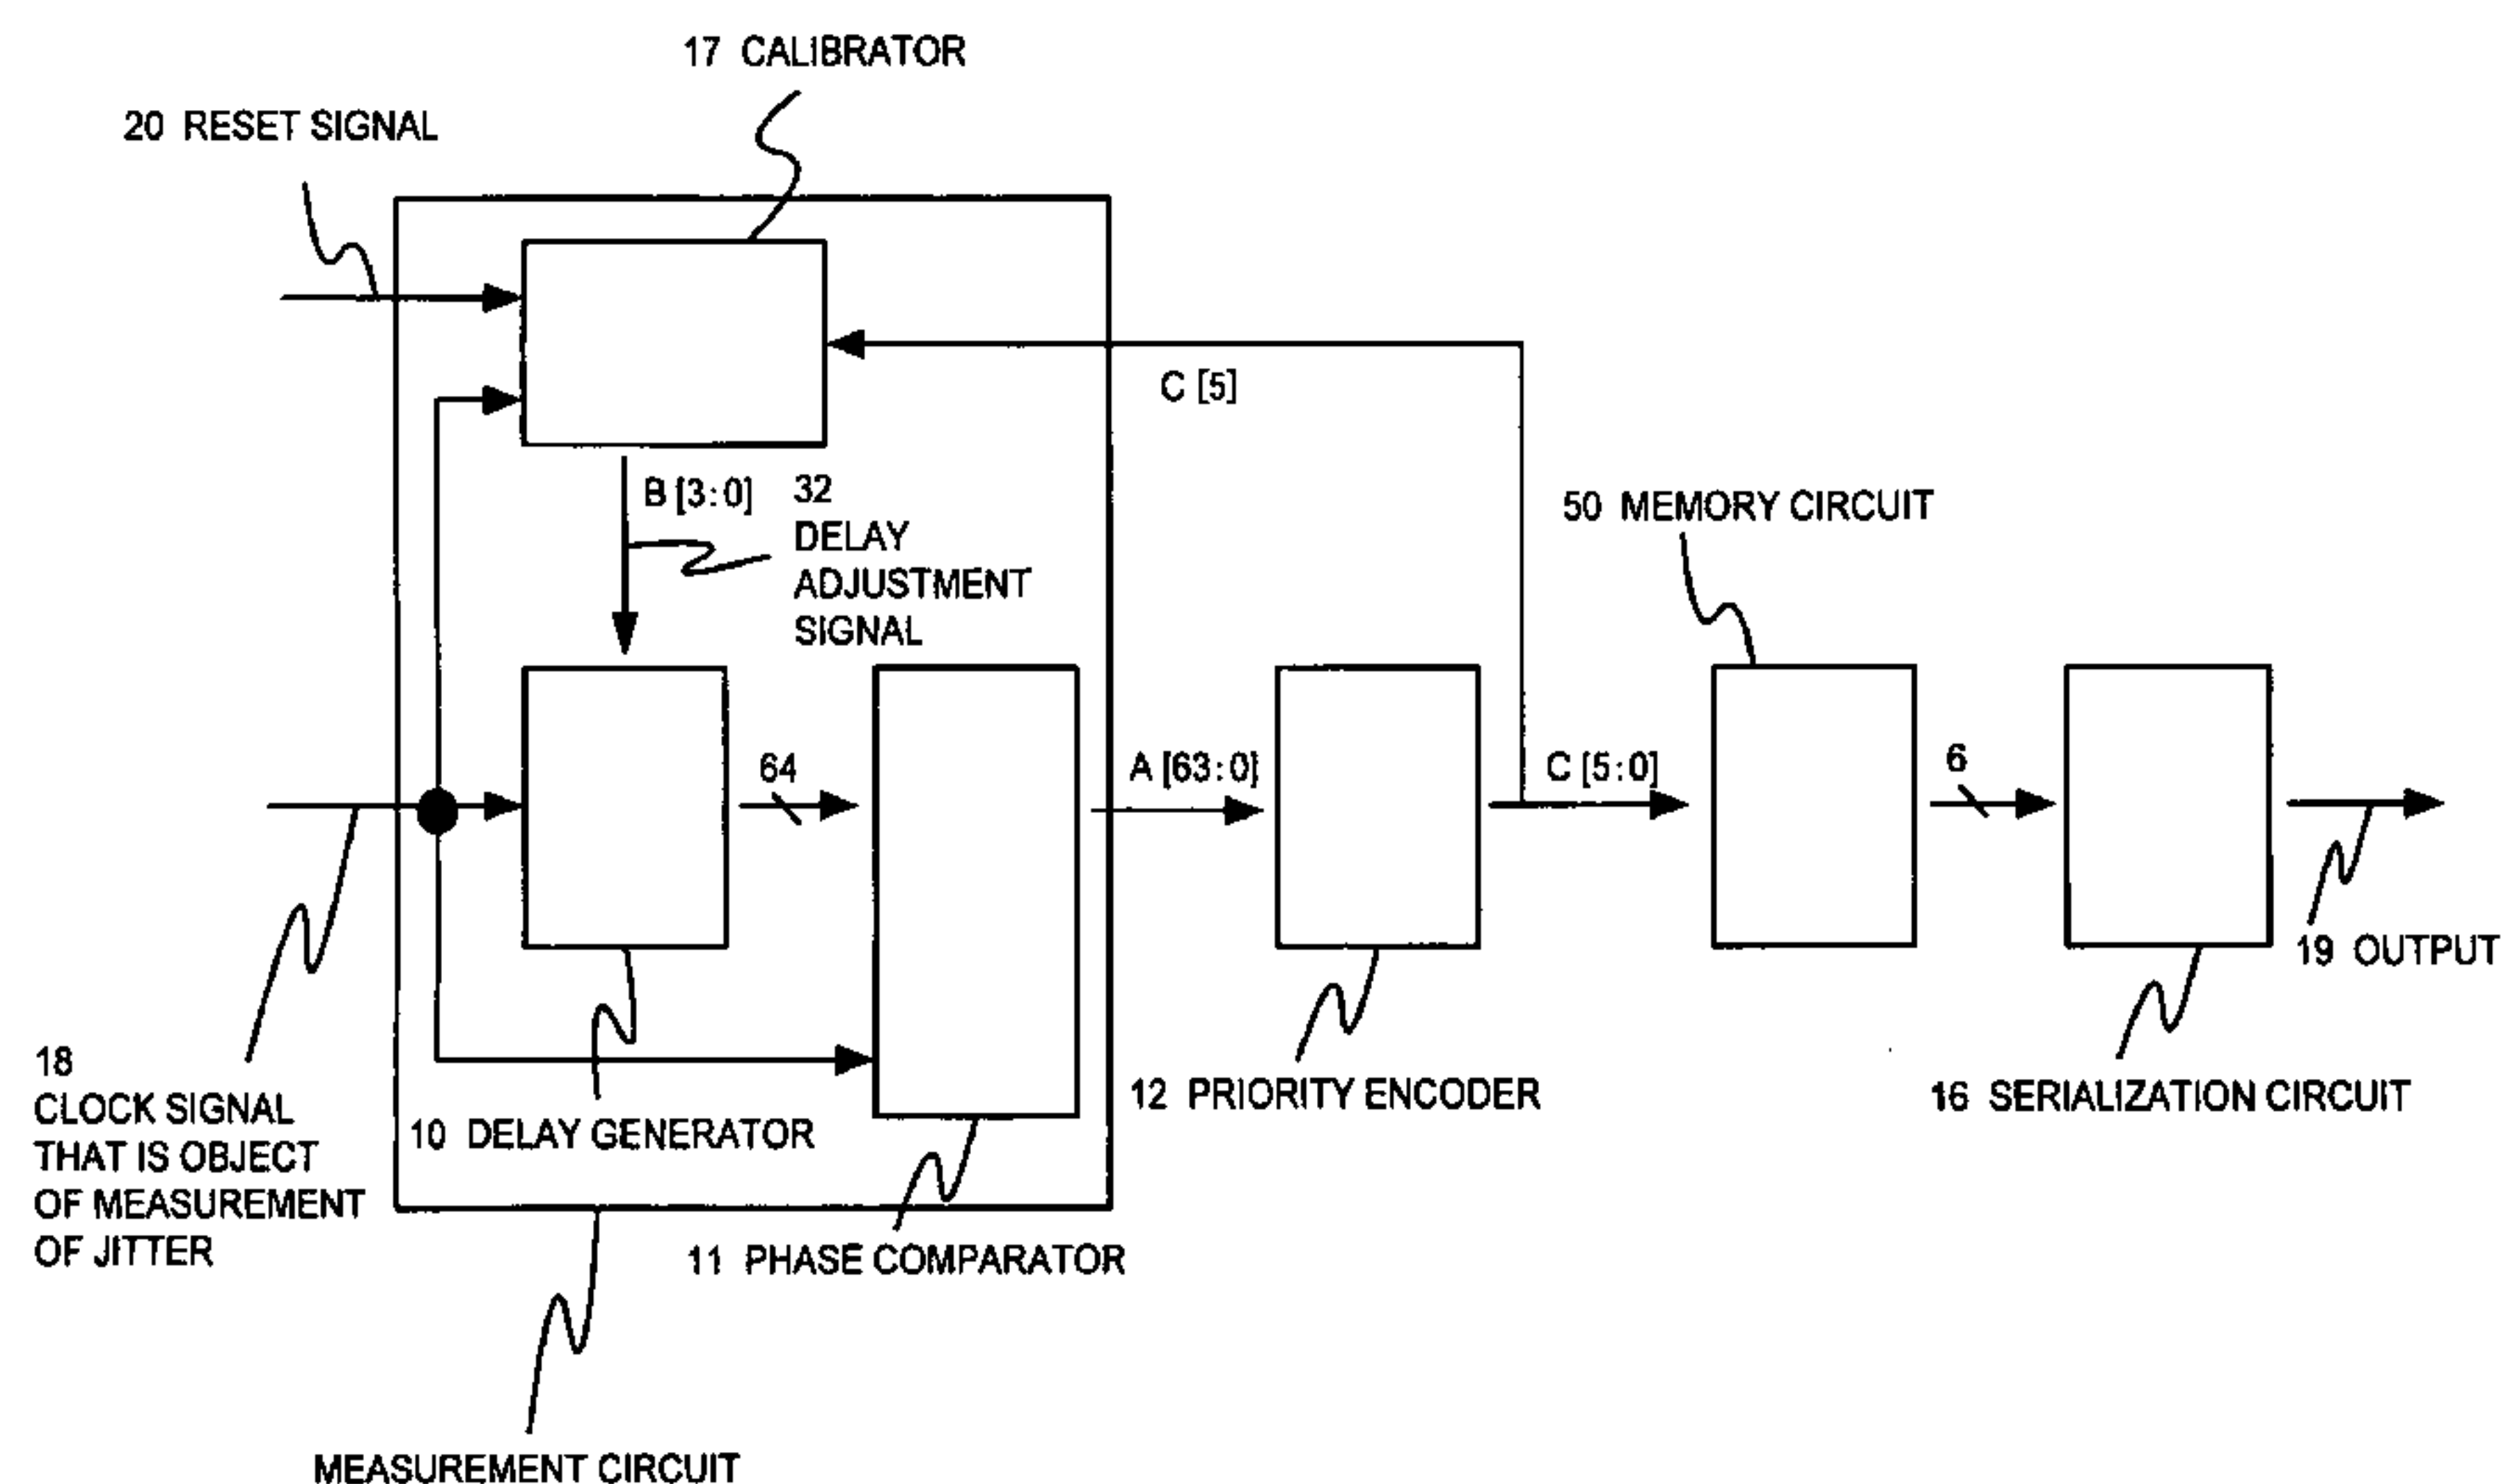 17 CALIBRATOR
20 RESET SIGNAL
C [5]
B [3:0]
32
DELAY
ADJUSTMENT
SIGNAL
50 MEMORY CIRCUIT
64
A [63:0]
C [5:0]
6
19 OUTPUT
18
CLOCK SIGNAL
THAT IS OBJECT
OF MEASUREMENT
OF JITTER
10 DELAY GENERATOR
12 PRIORITY ENCODER
16 SERIALIZATION CIRCUIT
11 PHASE COMPARATOR
MEASUREMENT CIRCUIT